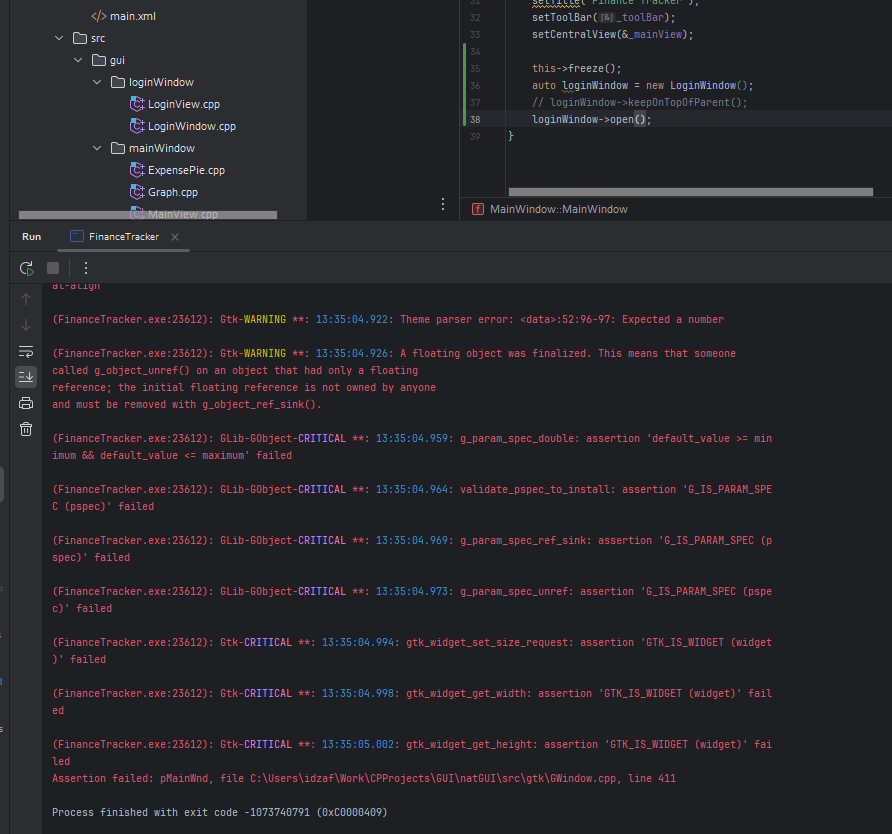 main.xml
src
gui
loginWindow
LoginView.cpp
LoginWindow.cpp
mainWindow
ExpensePie.cpp
Graph.cpp
MainView.cpp
31 setTitle("Finance Tracker");
32 setToolBar([&] _toolBar);
33 setCentralView(&_mainView);
34
35 this->freeze();
36 auto loginWindow = new LoginWindow();
37 // loginWindow->keepOnTopOfParent();
38 loginWindow->open();
39 }
MainWindow::MainWindow
Run FinanceTracker
al-align
(FinanceTracker.exe:23612): Gtk-WARNING **: 13:35:04.922: Theme parser error: <data>:52:96-97: Expected a number
(FinanceTracker.exe:23612): Gtk-WARNING **: 13:35:04.926: A floating object was finalized. This means that someone
called g_object_unref() on an object that had only a floating
reference; the initial floating reference is not owned by anyone
and must be removed with g_object_ref_sink().
(FinanceTracker.exe:23612): GLib-GObject-CRITICAL **: 13:35:04.959: g_param_spec_double: assertion 'default_value >= min
imum && default_value <= maximum' failed
(FinanceTracker.exe:23612): GLib-GObject-CRITICAL **: 13:35:04.964: validate_pspec_to_install: assertion 'G_IS_PARAM_SPE
C (pspec)' failed
(FinanceTracker.exe:23612): GLib-GObject-CRITICAL **: 13:35:04.969: g_param_spec_ref_sink: assertion 'G_IS_PARAM_SPEC (p
spec)' failed
(FinanceTracker.exe:23612): GLib-GObject-CRITICAL **: 13:35:04.973: g_param_spec_unref: assertion 'G_IS_PARAM_SPEC (pspe
c)' failed
(FinanceTracker.exe:23612): Gtk-CRITICAL **: 13:35:04.994: gtk_widget_set_size_request: assertion 'GTK_IS_WIDGET (widget
)' failed
(FinanceTracker.exe:23612): Gtk-CRITICAL **: 13:35:04.998: gtk_widget_get_width: assertion 'GTK_IS_WIDGET (widget)' fail
ed
(FinanceTracker.exe:23612): Gtk-CRITICAL **: 13:35:05.002: gtk_widget_get_height: assertion 'GTK_IS_WIDGET (widget)' fai
led
Assertion failed: pMainWnd, file C:\Users\idzaf\Work\CPProjects\GUI\natGUI\src\gtk\GWindow.cpp, line 411
Process finished with exit code -1073740791 (0xC0000409)